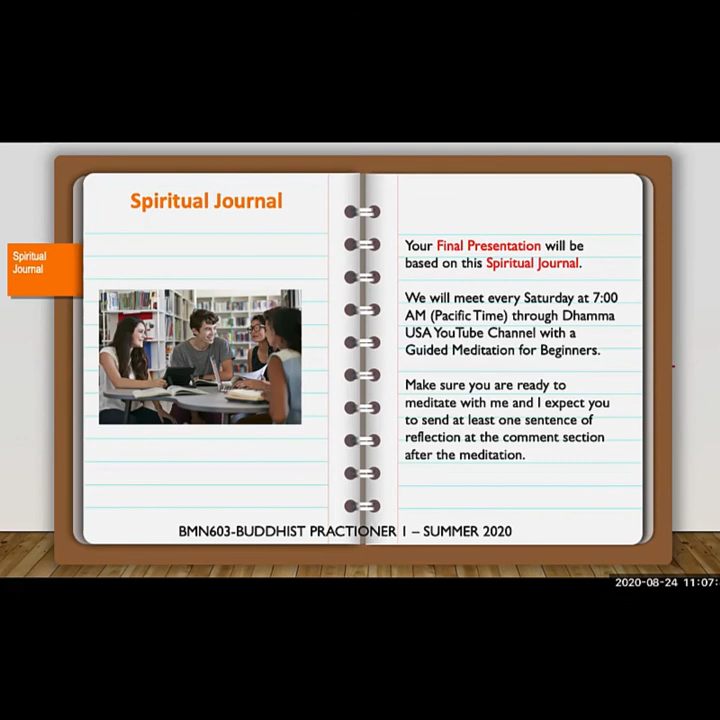 Spiritual Journal
Spiritual
Journal
Your Final Presentation will be
based on this Spiritual Journal.
We will meet every Saturday at 7:00
AM (Pacific Time) through Dhamma
USA YouTube Channel with a
Guided Meditation for Beginners.
Make sure you are ready to
meditate with me and I expect you
to send at least one sentence of
reflection at the comment section
after the meditation.
BMN603-BUDDHIST PRACTIONER 1 – SUMMER 2020
2020-08-24 11:07: